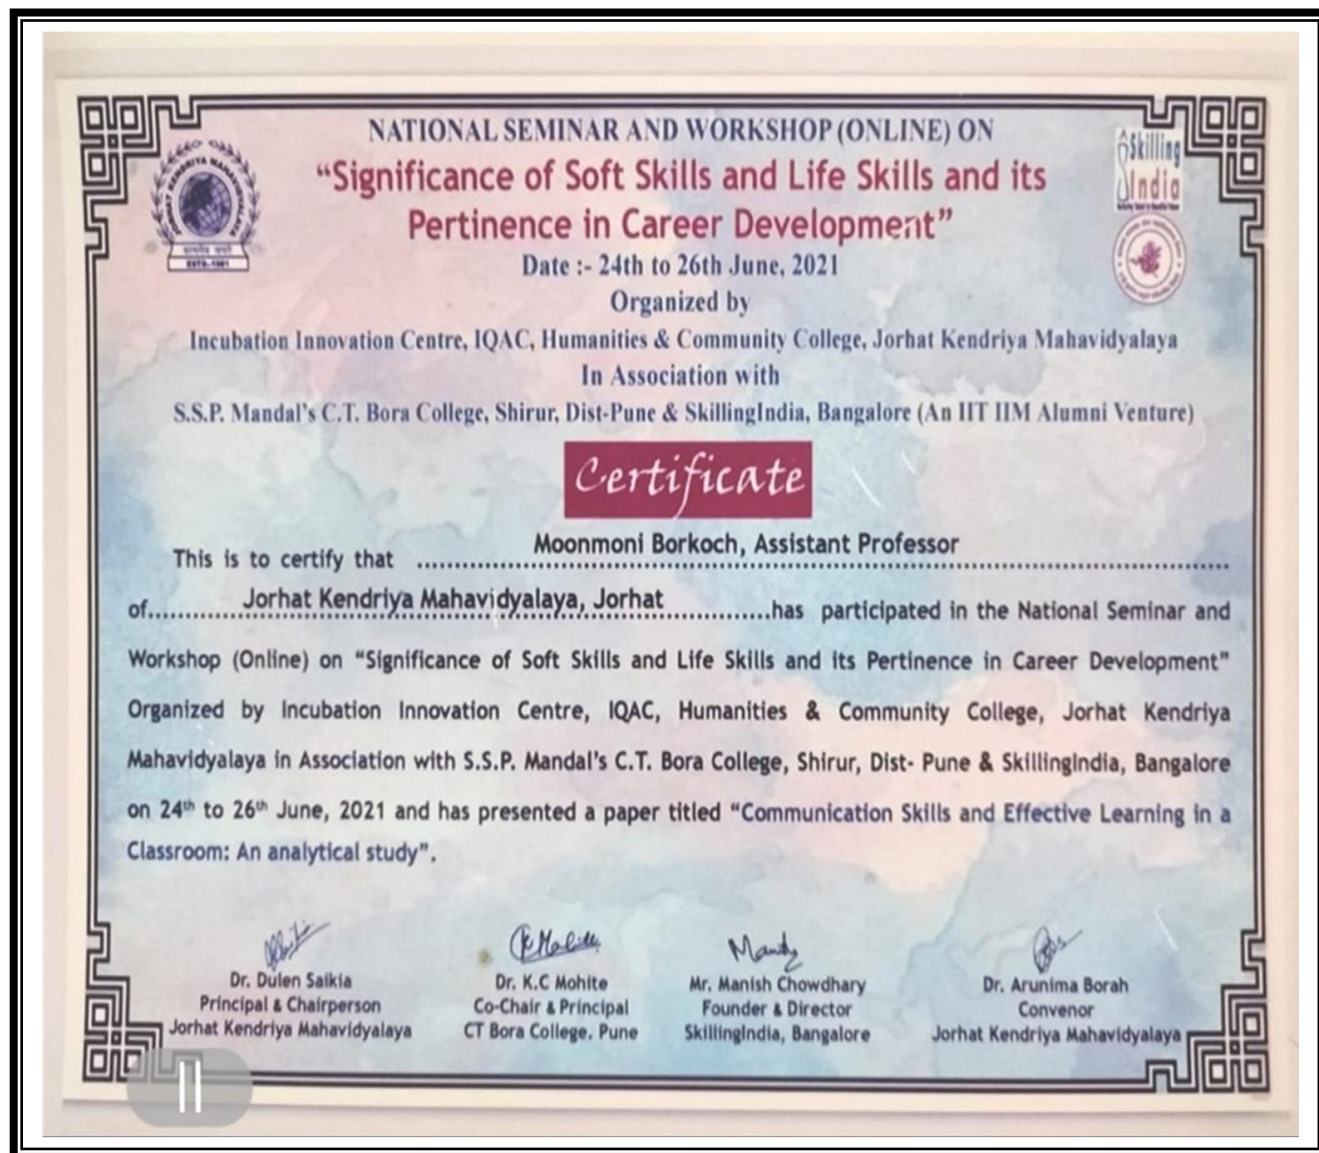 NATIONAL SEMINAR AND WORKSHOP (ONLINE) ON
“Significance of Soft Skills and Life Skills and its
Pertinence in Career Development”
Date :- 24th to 26th June, 2021
Organized by
Incubation Innovation Centre, IQAC, Humanities & Community College, Jorhat Kendriya Mahavidyalaya
In Association with
S.S.P. Mandal's C.T. Bora College, Shirur, Dist-Pune & SkillingIndia, Bangalore (An IIT IIM Alumni Venture)
JORHAT KENDRIYA MAHAVIDYALAYA
Skilling
India
Certificate
This is to certify that Moonmoni Borkoch, Assistant Professor
of Jorhat Kendriya Mahavidyalaya, Jorhat has participated in the National Seminar and
Workshop (Online) on “Significance of Soft Skills and Life Skills and its Pertinence in Career Development”
Organized by Incubation Innovation Centre, IQAC, Humanities & Community College, Jorhat Kendriya
Mahavidyalaya in Association with S.S.P. Mandal's C.T. Bora College, Shirur, Dist- Pune & SkillingIndia, Bangalore
on 24th to 26th June, 2021 and has presented a paper titled “Communication Skills and Effective Learning in a
Classroom: An analytical study”.
Dr. Dulen Saikia
Principal & Chairperson
Jorhat Kendriya Mahavidyalaya
Dr. K.C Mohite
Co-Chair & Principal
CT Bora College. Pune
Mr. Manish Chowdhary
Founder & Director
SkillingIndia, Bangalore
Dr. Arunima Borah
Convenor
Jorhat Kendriya Mahavidyalaya